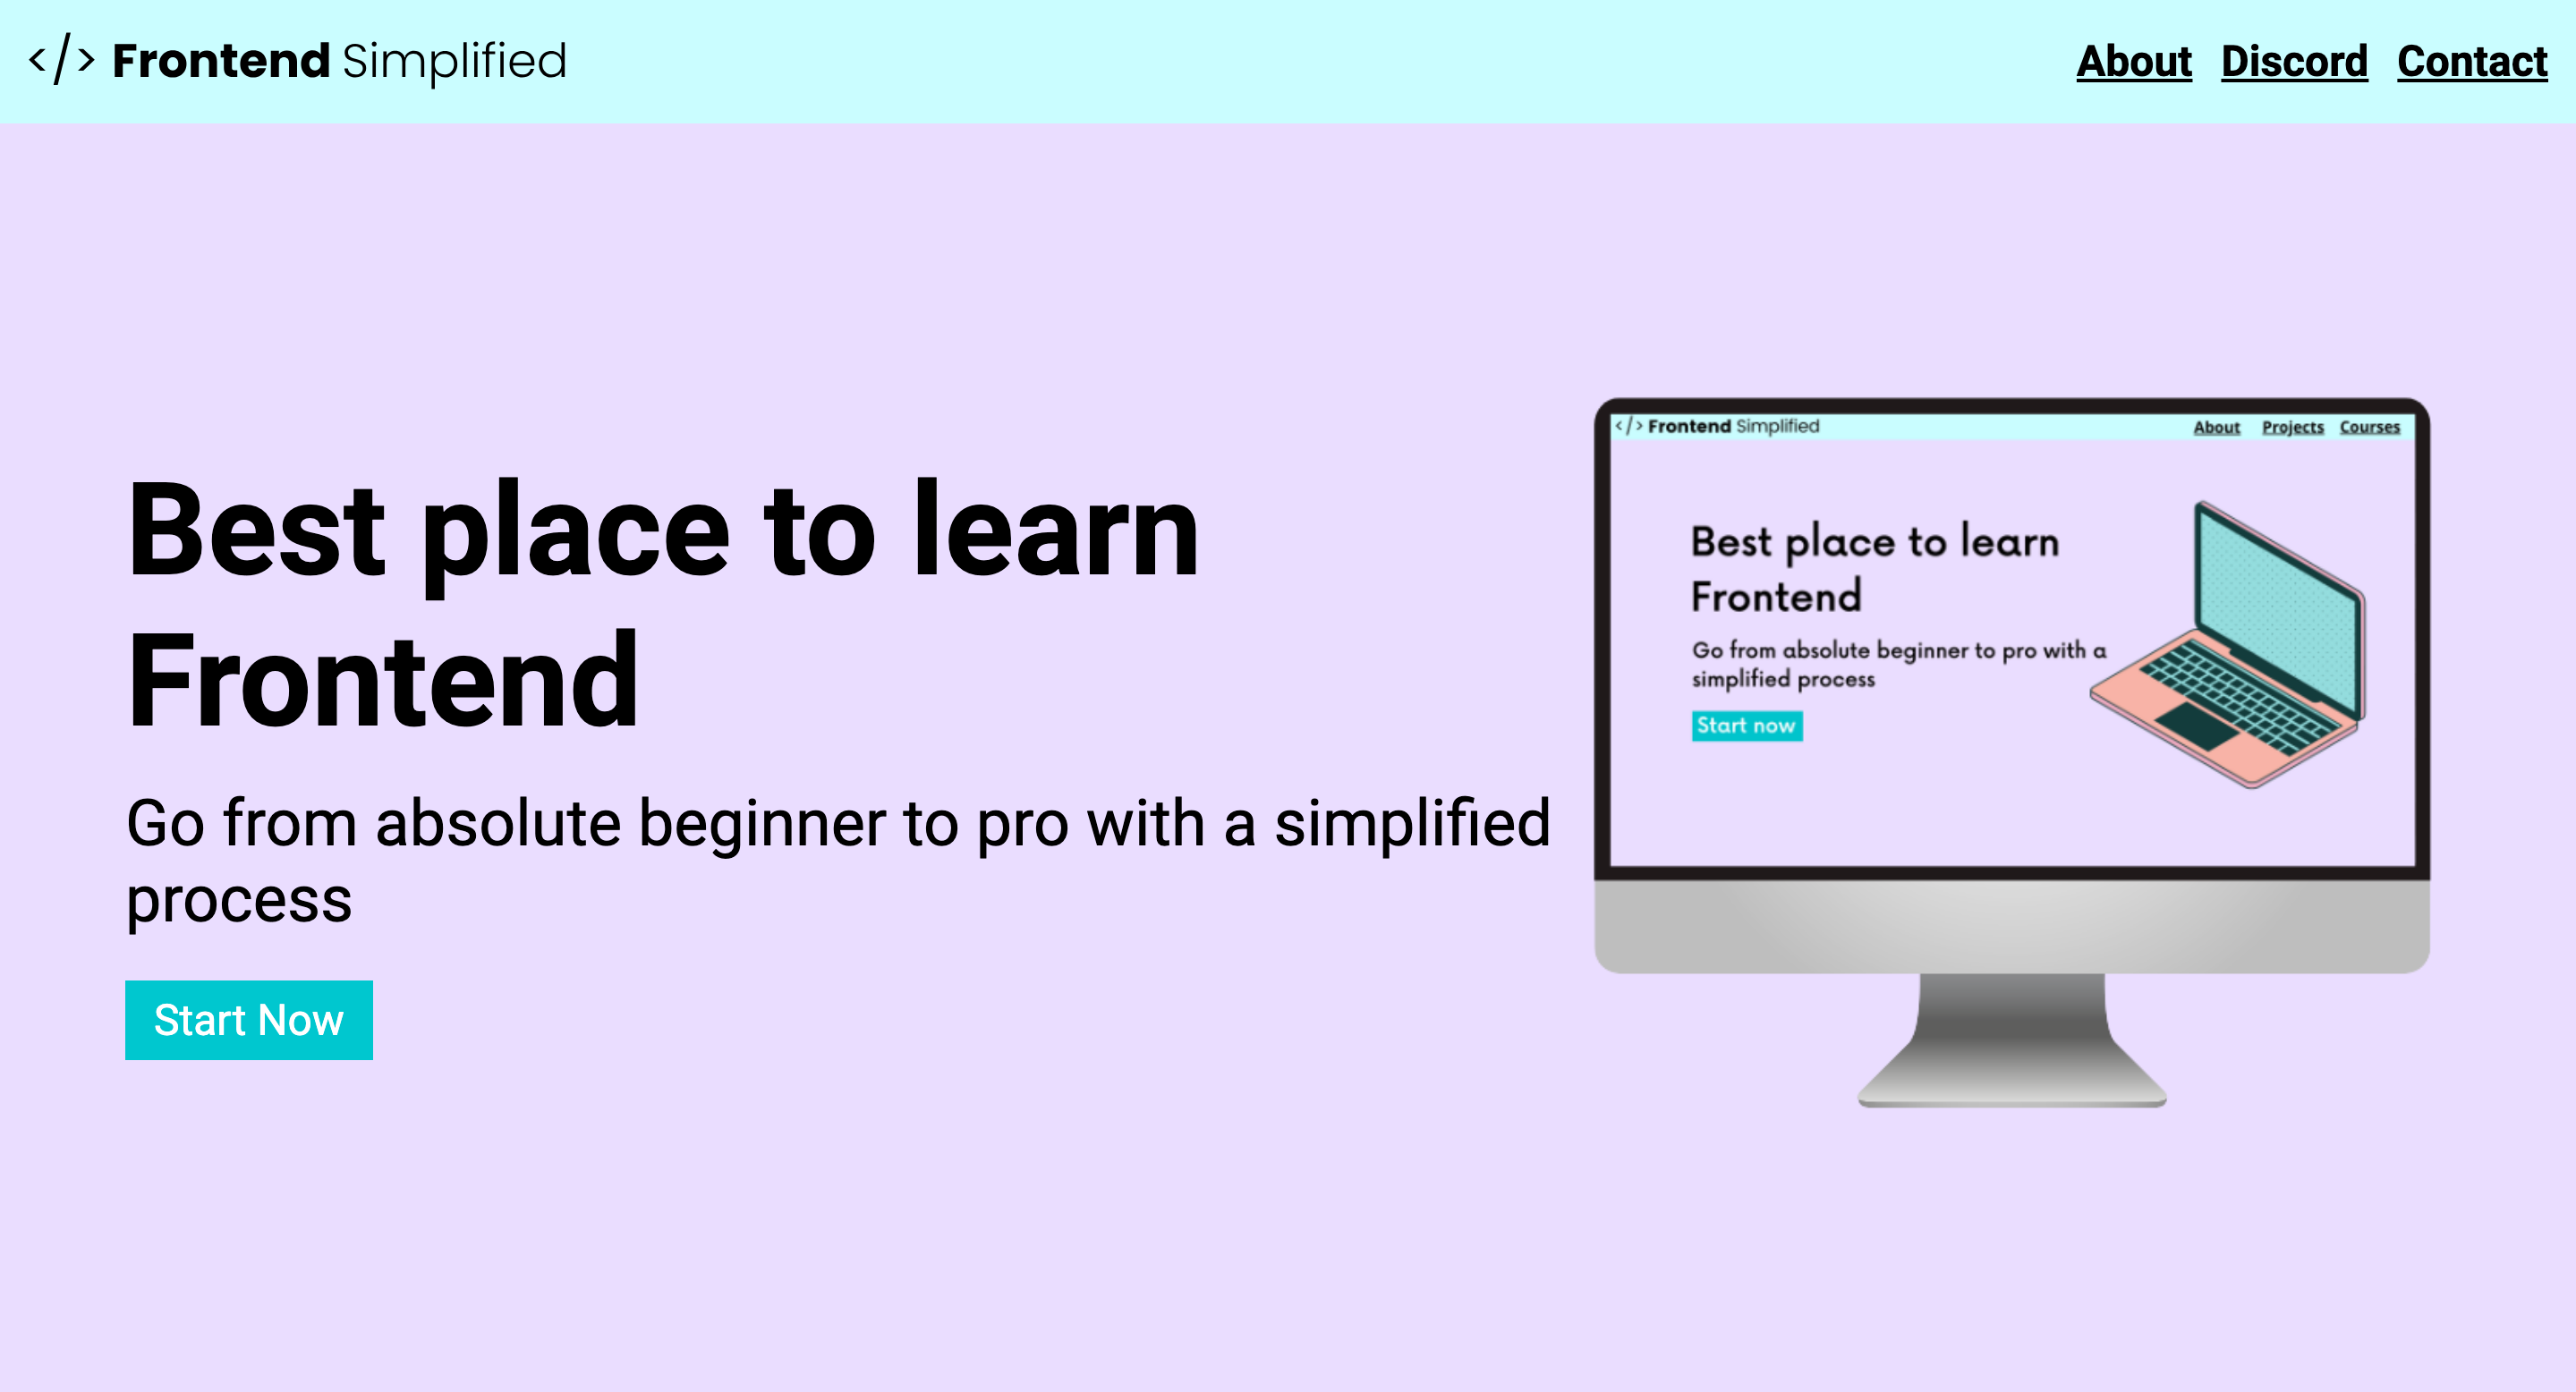 </> Frontend Simplified
About Discord Contact
Best place to learn
Frontend
Go from absolute beginner to pro with a simplified
process
Start Now
</> Frontend Simplified
About Projects Courses
Best place to learn
Frontend
Go from absolute beginner to pro with a
simplified process
Start now